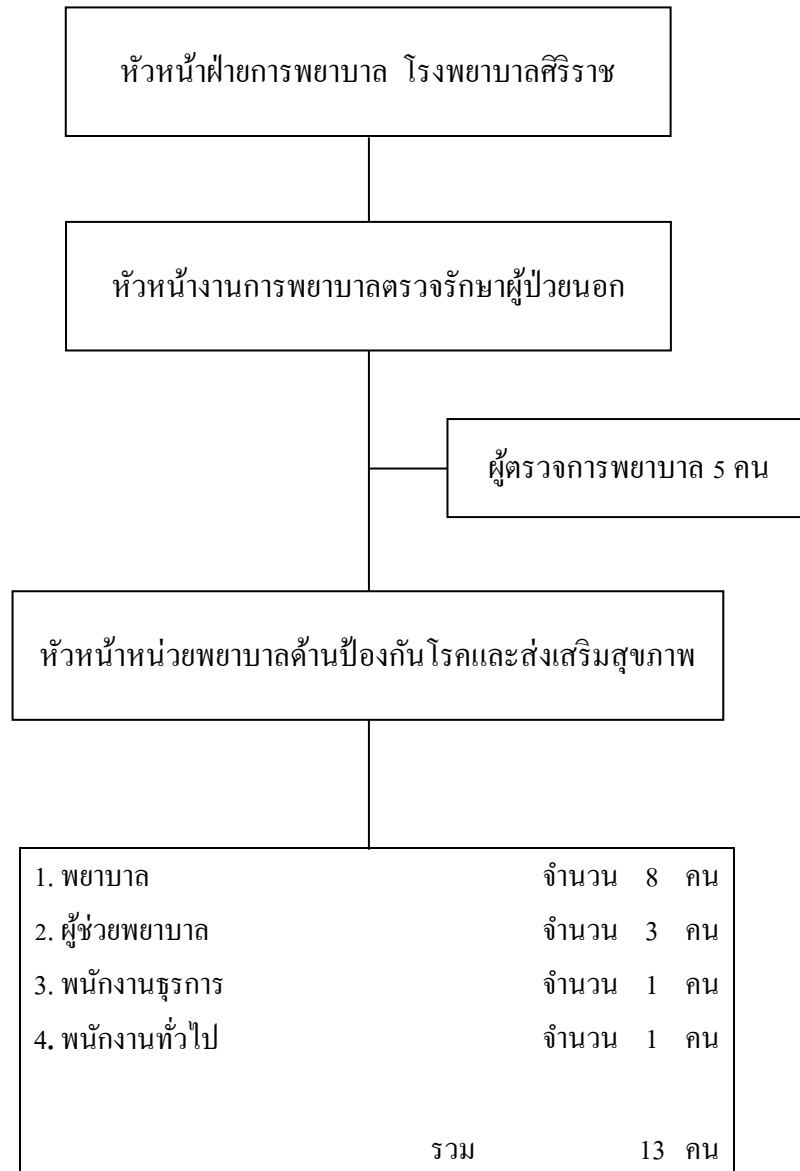 หัวหน้าฝ่ายการพยาบาล โรงพยาบาลศิริราช
หัวหน้างานการพยาบาลตรวจรักษาผู้ป่วยนอก
ผู้ตรวจการพยาบาล 5 คน
หัวหน้าหน่วยพยาบาลด้านป้องกันโรคและส่งเสริมสุขภาพ
1. พยาบาล จำนวน 8 คน
2. ผู้ช่วยพยาบาล จำนวน 3 คน
3. พนักงานธุรการ จำนวน 1 คน
4. พนักงานทั่วไป จำนวน 1 คน
รวม 13 คน